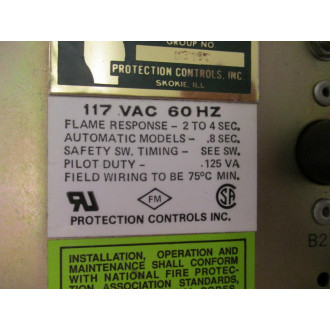 GROUP NO
PROTECTION CONTROLS, INC
SKOKIE, ILL
117 VAC 60 HZ
FLAME RESPONSE - 2 TO 4 SEC.
AUTOMATIC MODELS - .8 SEC.
SAFETY SW. TIMING - SEE SW.
PILOT DUTY - .125 VA
FIELD WIRING TO BE 75°C MIN.
FM
SA
PROTECTION CONTROLS INC.
B2
INSTALLATION, OPERATION AND
MAINTENANCE SHALL CONFORM
WITH NATIONAL FIRE PROTEC-
TION ASSOCIATION STANDARDS,